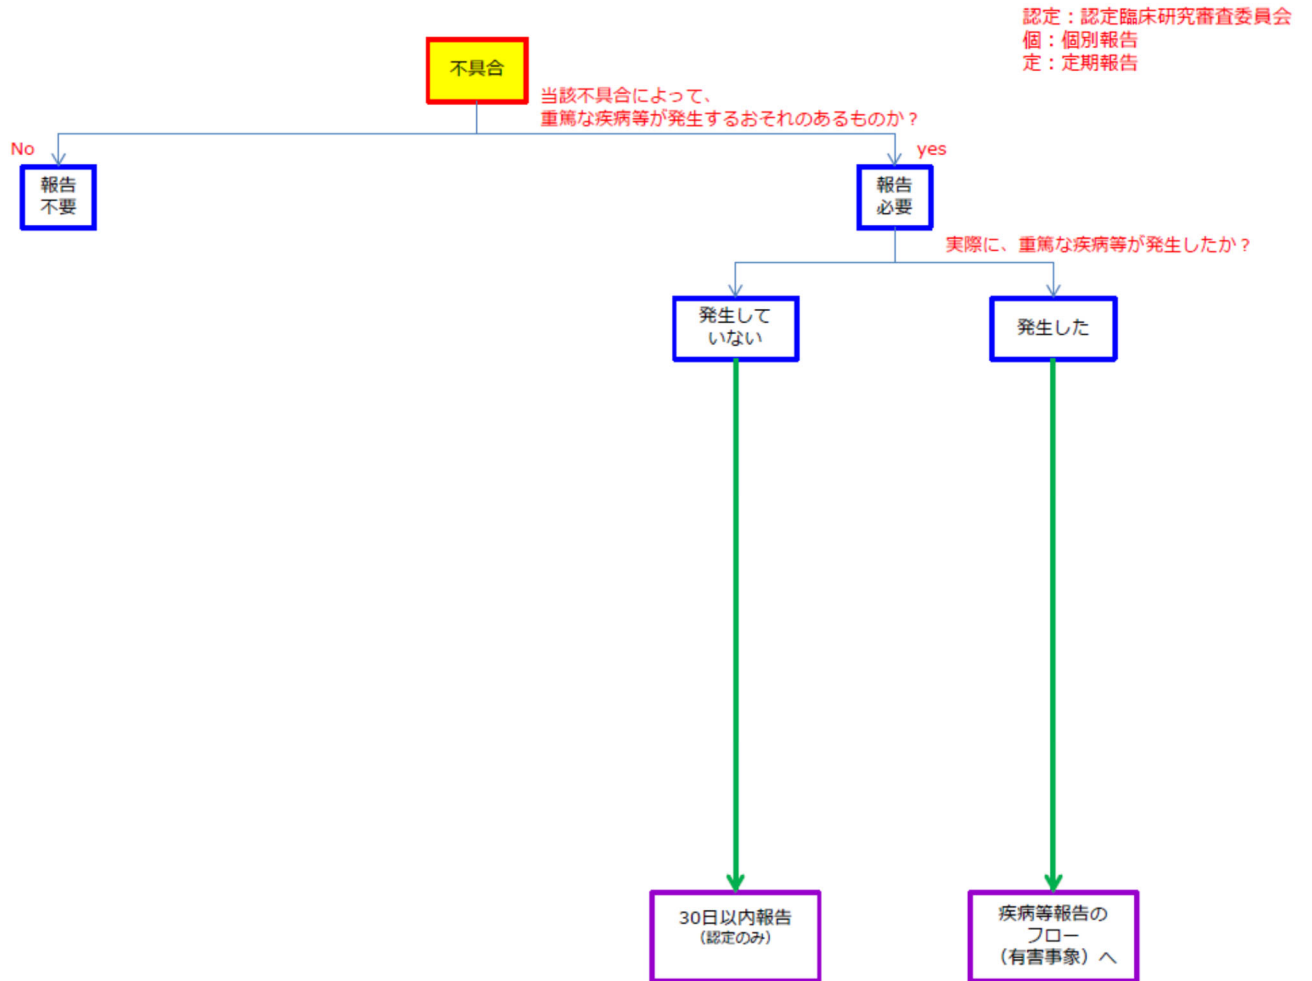 認定：認定臨床研究審査委員会
個：個別報告
定：定期報告
不具合
当該不具合によって、
重篤な疾病等が発生するおそれのあるものか？
No
yes
報告
不要
報告
必要
実際に、重篤な疾病等が発生したか？
発生して
いない
発生した
30日以内報告
（認定のみ）
疾病等報告の
フロー
（有害事象）へ